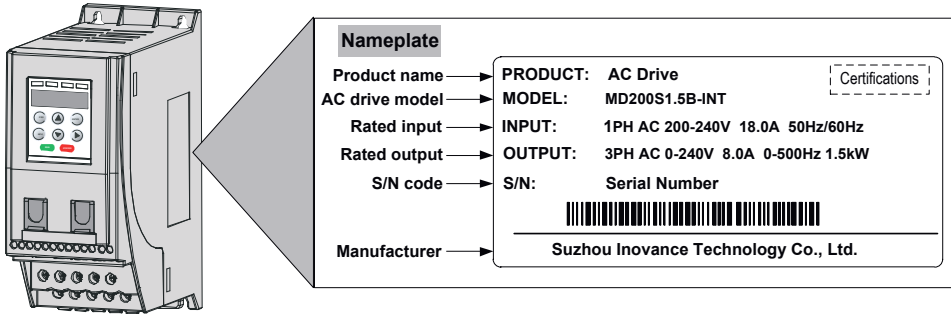 Nameplate
Product name PRODUCT: AC Drive Certifications
AC drive model MODEL: MD200S1.5B-INT
Rated input INPUT: 1PH AC 200-240V 18.0A 50Hz/60Hz
Rated output OUTPUT: 3PH AC 0-240V 8.0A 0-500Hz 1.5kW
S/N code S/N: Serial Number
Manufacturer Suzhou Inovance Technology Co., Ltd.